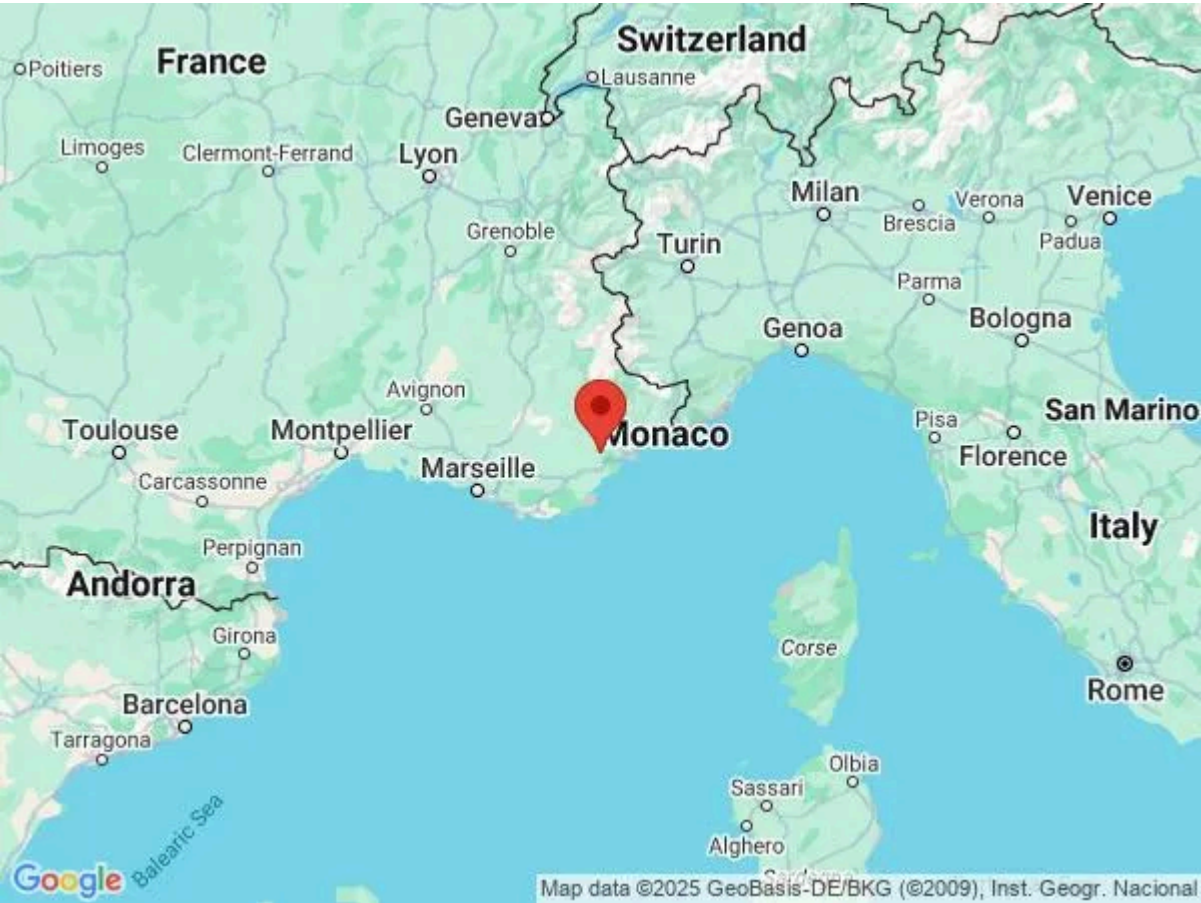 Switzerland
France
Poitiers
Lausanne
Geneva
Limoges
Clermont-Ferrand
Lyon
Milan
Verona
Venice
Brescia
Padua
Grenoble
Turin
Parma
Genoa
Bologna
Avignon
San Marino
Pisa
Toulouse
Montpellier
Monaco
Florence
Marseille
Carcassonne
Italy
Perpignan
Andorra
Girona
Corse
Rome
Barcelona
Tarragona
Olbia
Sassari
Balearic Sea
Alghero
Google
Map data ©2025 GeoBasis-DE/BKG (©2009), Inst. Geogr. Nacional